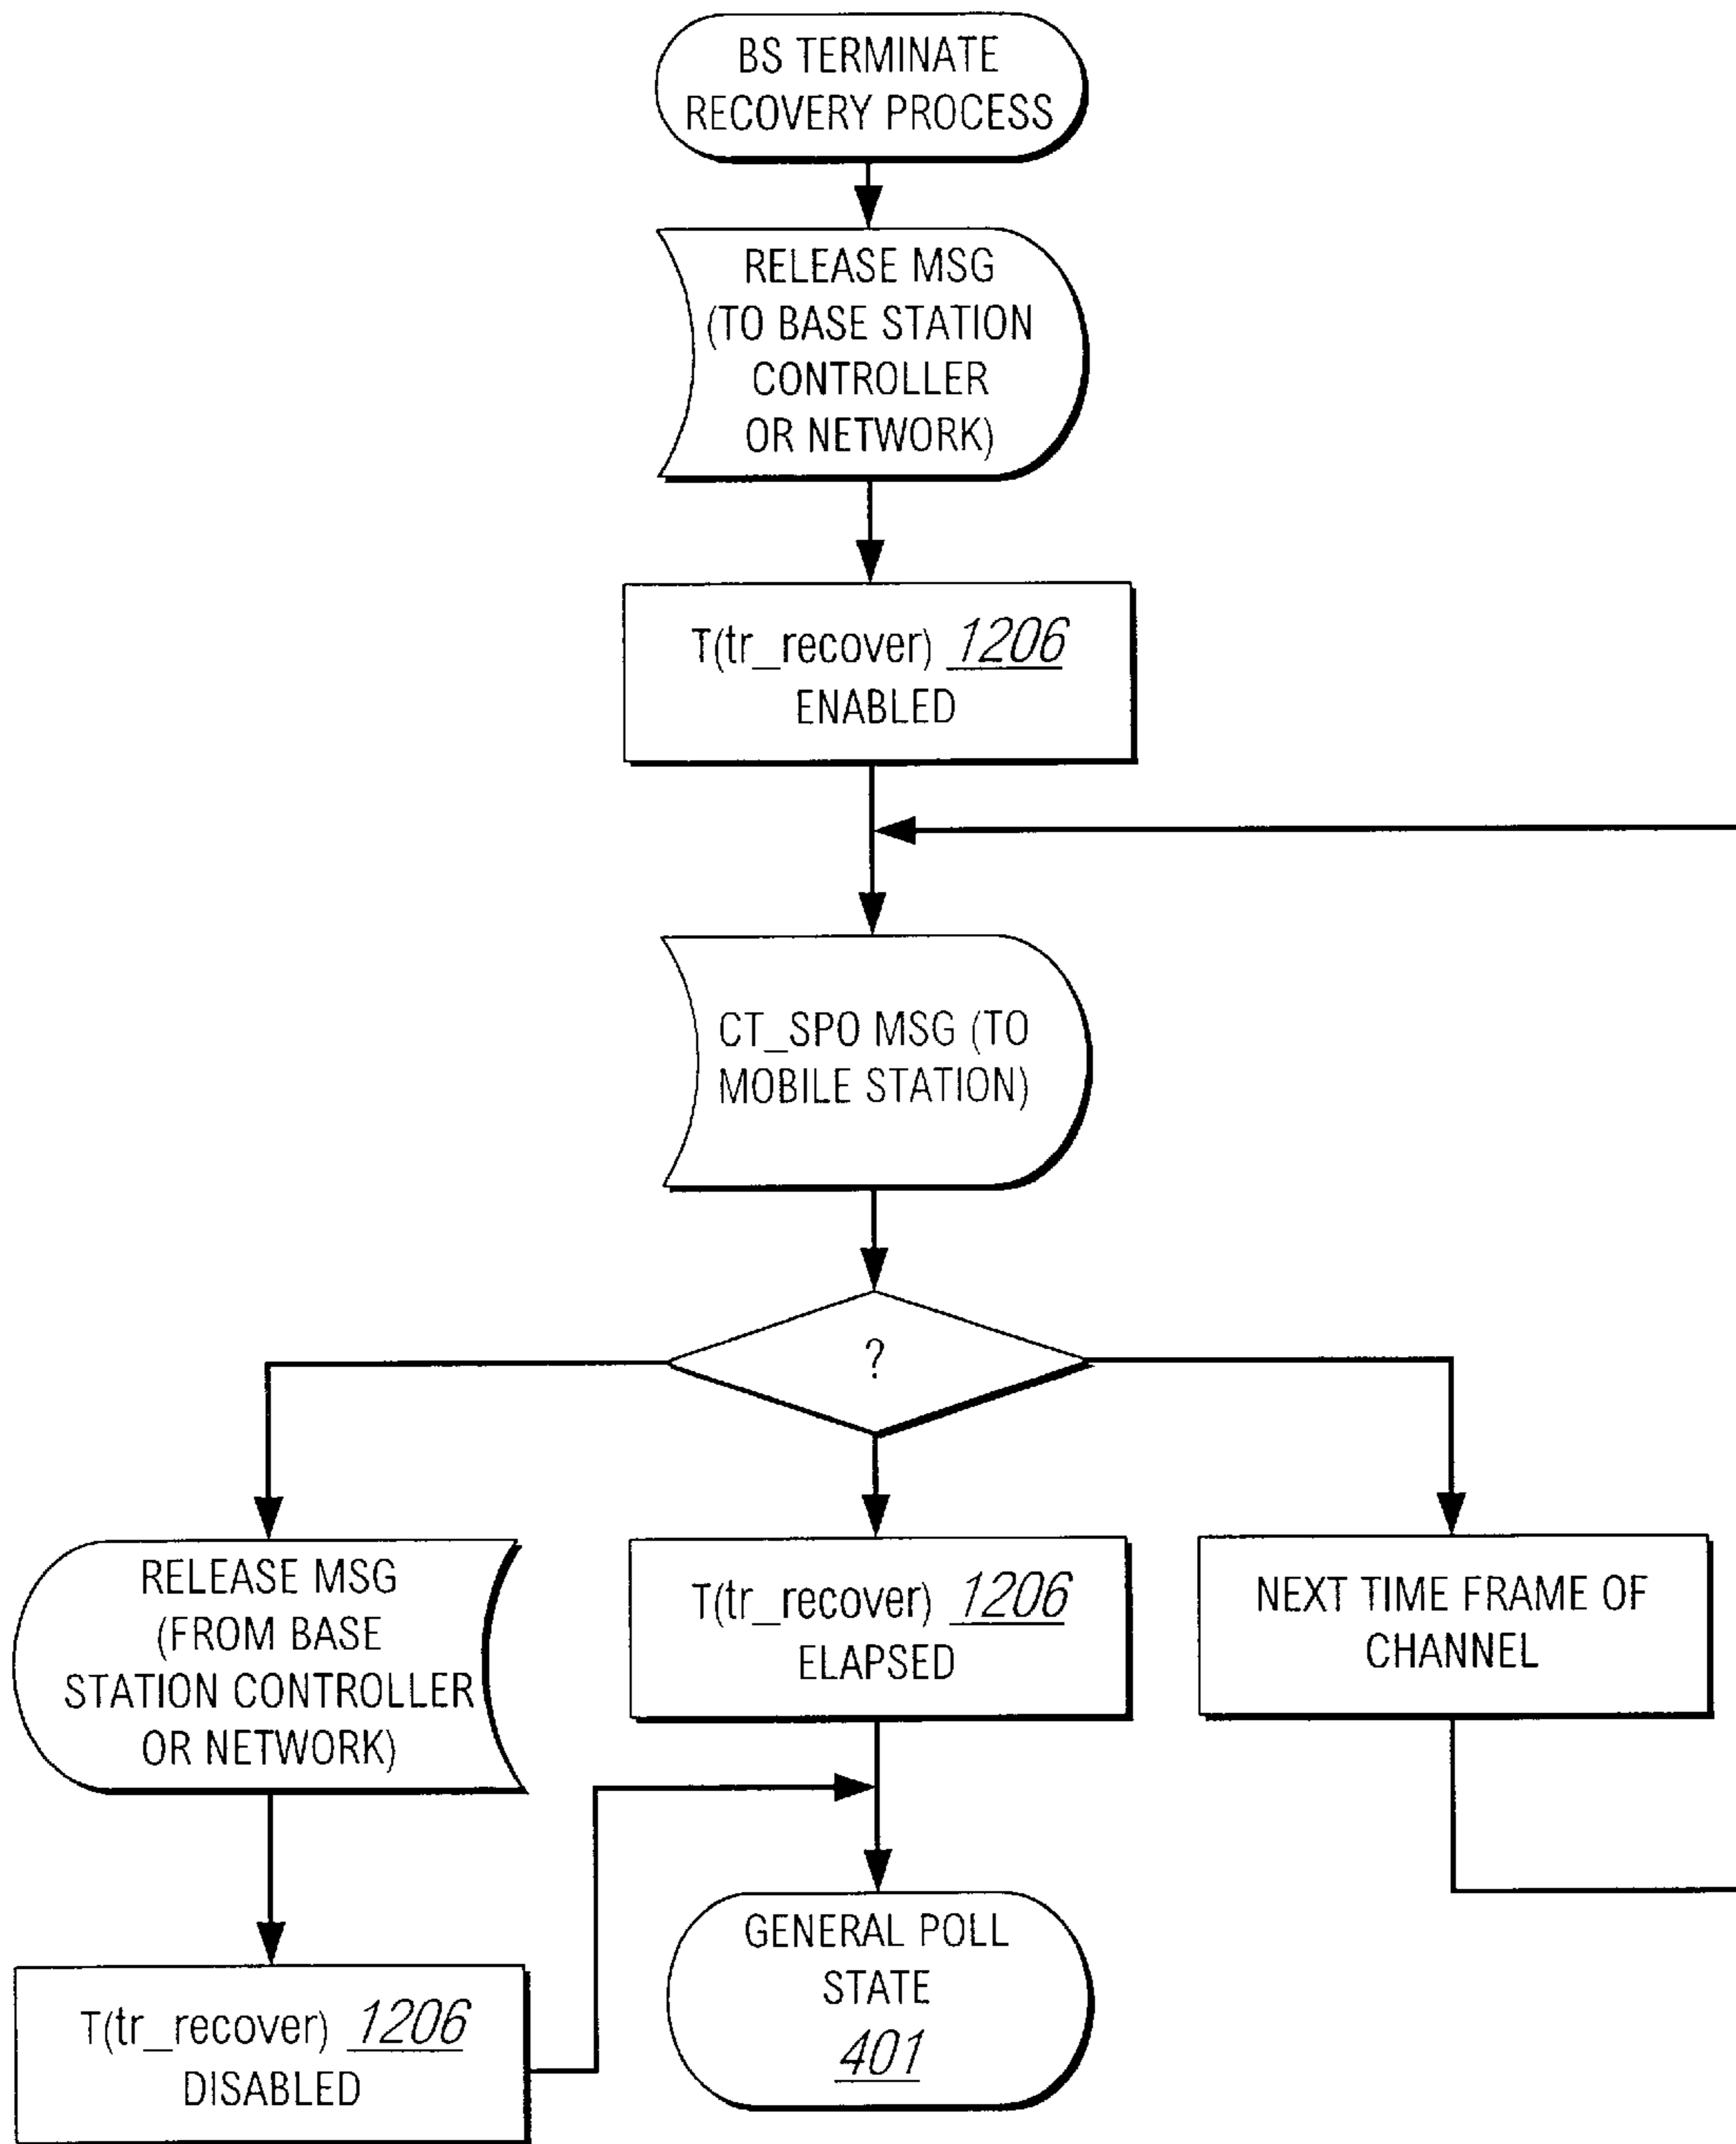 BS TERMINATE
RECOVERY PROCESS
RELEASE MSG
(TO BASE STATION
CONTROLLER
OR NETWORK)
T(tr_recover) 1206
ENABLED
CT_SPO MSG (TO
MOBILE STATION)
?
RELEASE MSG
(FROM BASE
STATION CONTROLLER
OR NETWORK)
T(tr_recover) 1206
ELAPSED
NEXT TIME FRAME OF
CHANNEL
T(tr_recover) 1206
DISABLED
GENERAL POLL
STATE
401